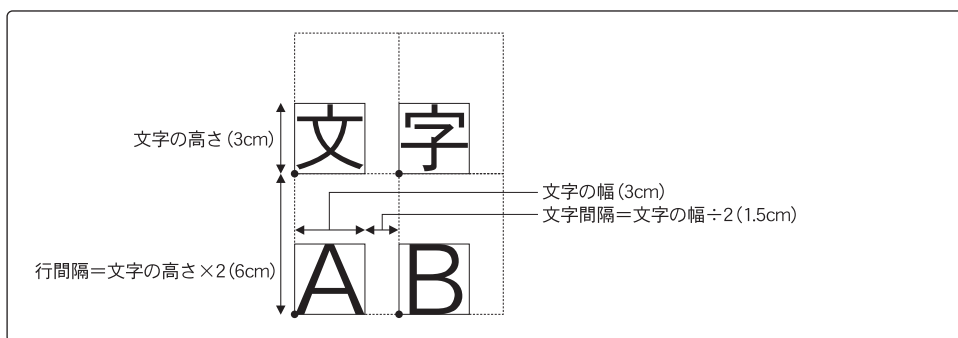 文字
文字の高さ(3cm)
文字の幅(3cm)
文字間隔=文字の幅÷2(1.5cm)
行間隔=文字の高さ×2(6cm)
AB